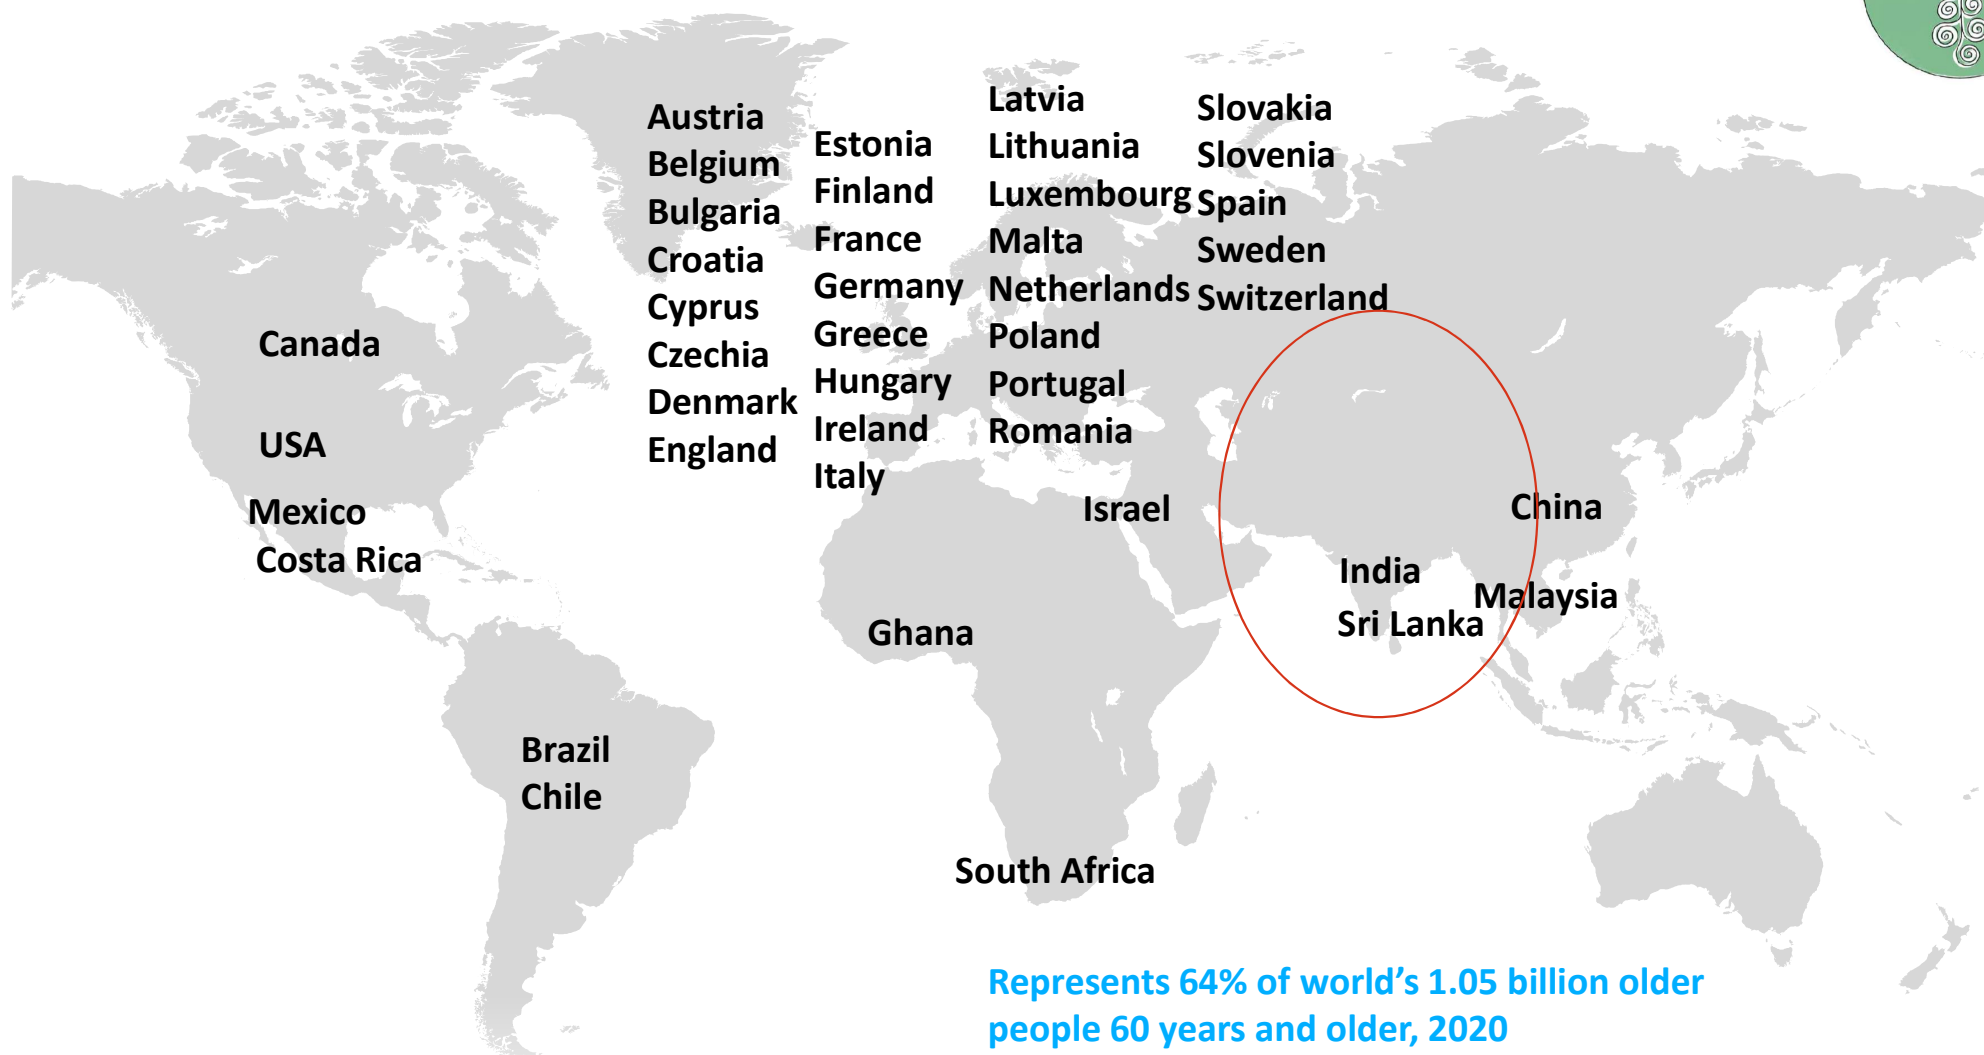 Canada
USA
Mexico
Costa Rica
Brazil
Chile
Austria
Belgium
Bulgaria
Croatia
Cyprus
Czechia
Denmark
England
Estonia
Finland
France
Germany
Greece
Hungary
Ireland
Italy
Latvia
Lithuania
Luxembourg
Malta
Netherlands
Poland
Portugal
Romania
Slovakia
Slovenia
Spain
Sweden
Switzerland
Israel
Ghana
South Africa
China
India
Malaysia
Sri Lanka
Represents 64% of world’s 1.05 billion older
people 60 years and older, 2020